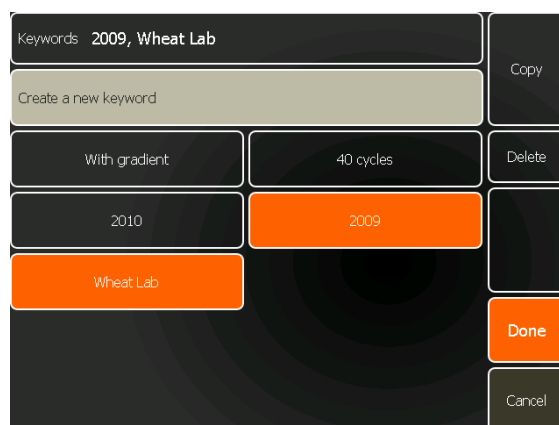 Keywords 2009, Wheat Lab
Copy
Create a new keyword
With gradient
40 cycles
Delete
2010
2009
Wheat Lab
Done
Cancel